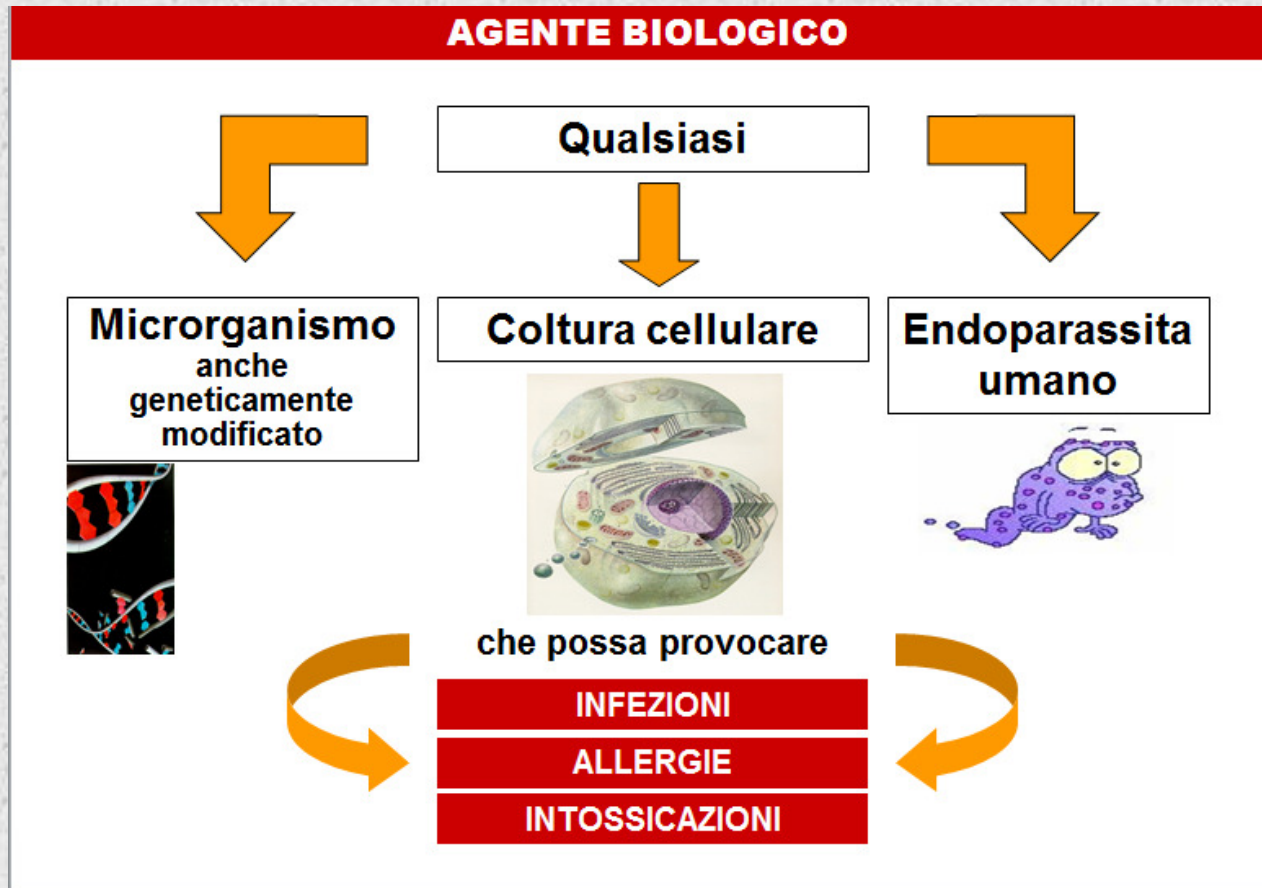 AGENTE BIOLOGICO
Qualsiasi
Microrganismo
anche
geneticamente
modificato
Coltura cellulare
Endoparassita
umano
che possa provocare
INFEZIONI
ALLERGIE
INTOSSICAZIONI